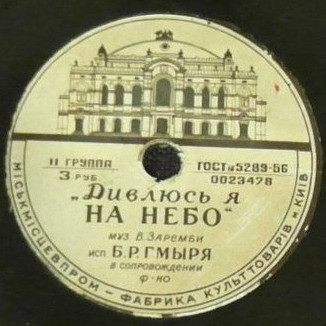 II ГРУППА
3 РУБ.
ГОСТ № 5289-56
0023478
„Дивлюсь я
НА НЕБО“
муз В. Заремби
исп. Б.Р. ГМЫРЯ
в сопровождении
ф-но
МІСЬКМІСЦЕВПРОМ - ФАБРИКА КУЛЬТТОВАРІВ м. КИЇВ